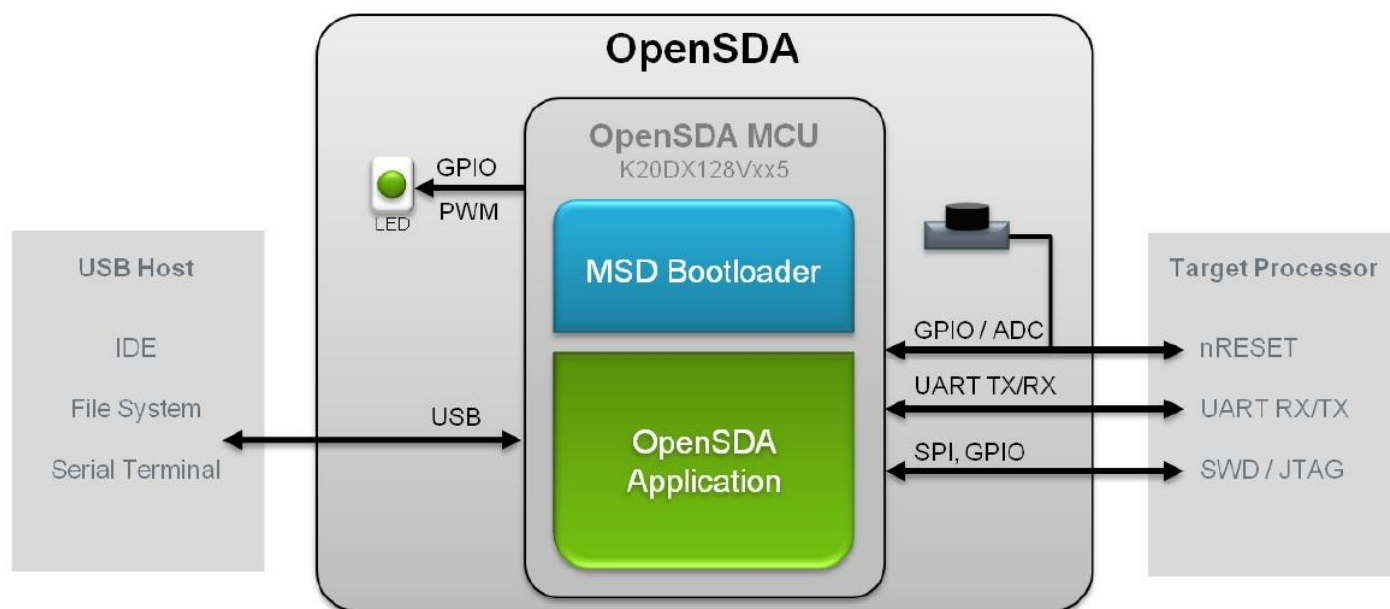 OpenSDA
OpenSDA MCU
K20DX128Vxx5
GPIO
PWM
LED
MSD Bootloader
USB Host
IDE
File System
Serial Terminal
USB
OpenSDA
Application
GPIO / ADC
UART TX/RX
SPI, GPIO
Target Processor
nRESET
UART RX/TX
SWD / JTAG